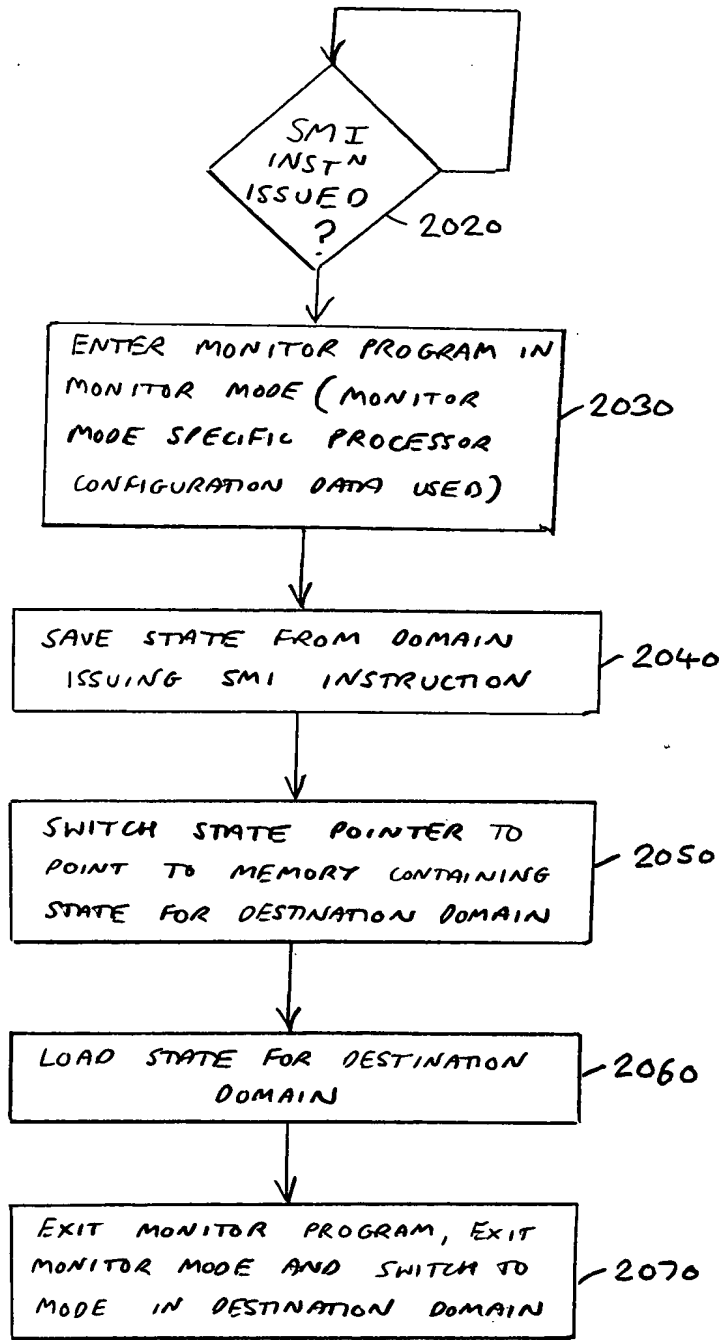 SMI
INSTN
ISSUED
?
2020
ENTER MONITOR PROGRAM IN
MONITOR MODE (MONITOR
MODE SPECIFIC PROCESSOR
CONFIGURATION DATA USED)
2030
SAVE STATE FROM DOMAIN
ISSUING SMI INSTRUCTION
2040
SWITCH STATE POINTER TO
POINT TO MEMORY CONTAINING
STATE FOR DESTINATION DOMAIN
2050
LOAD STATE FOR DESTINATION
DOMAIN
2060
EXIT MONITOR PROGRAM, EXIT
MONITOR MODE AND SWITCH TO
MODE IN DESTINATION DOMAIN
2070